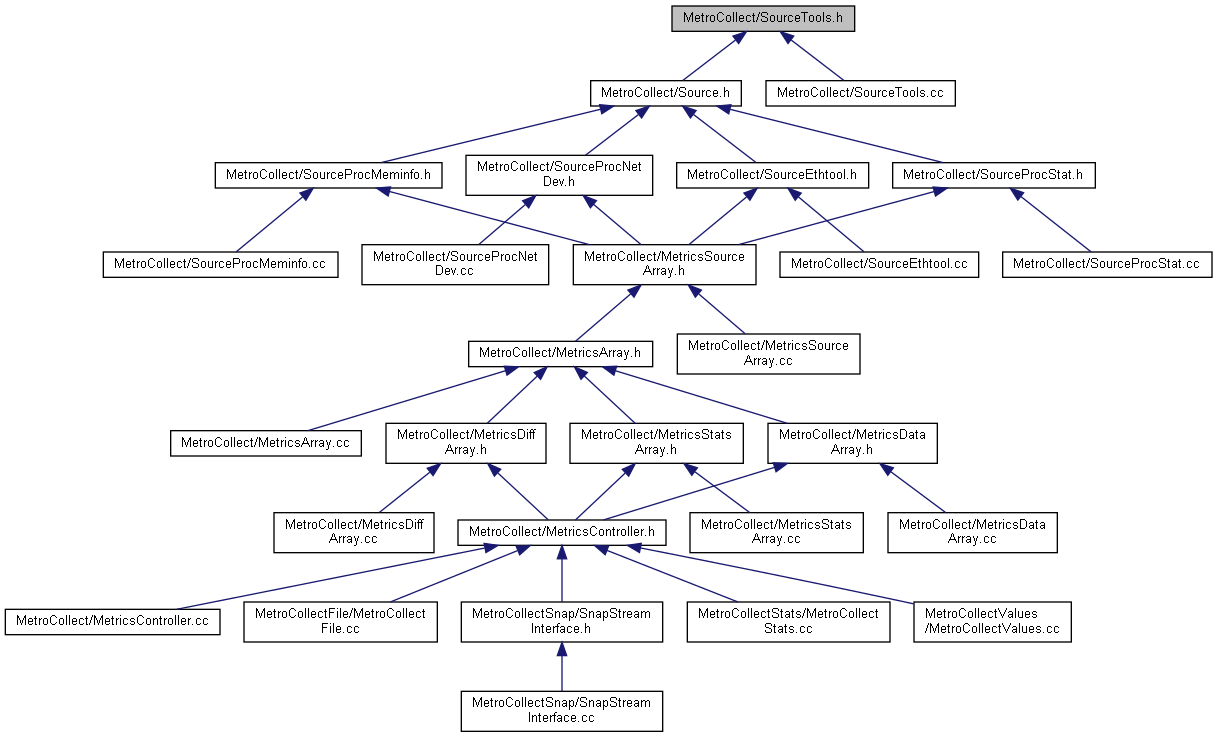 MetroCollect/SourceTools.h
MetroCollect/Source.h
MetroCollect/SourceTools.cc
MetroCollect/SourceProcMeminfo.h
MetroCollect/SourceProcNet
Dev.h
MetroCollect/SourceEthtool.h
MetroCollect/SourceProcStat.h
MetroCollect/SourceProcMeminfo.cc
MetroCollect/SourceProcNet
Dev.cc
MetroCollect/MetricsSource
Array.h
MetroCollect/SourceEthtool.cc
MetroCollect/SourceProcStat.cc
MetroCollect/MetricsArray.h
MetroCollect/MetricsSource
Array.cc
MetroCollect/MetricsArray.cc
MetroCollect/MetricsDiff
Array.h
MetroCollect/MetricsStats
Array.h
MetroCollect/MetricsData
Array.h
MetroCollect/MetricsDiff
Array.cc
MetroCollect/MetricsController.h
MetroCollect/MetricsStats
Array.cc
MetroCollect/MetricsData
Array.cc
MetroCollect/MetricsController.cc
MetroCollectFile/MetroCollect
File.cc
MetroCollectSnap/SnapStream
Interface.h
MetroCollectStats/MetroCollect
Stats.cc
MetroCollectValues
/MetroCollectValues.cc
MetroCollectSnap/SnapStream
Interface.cc